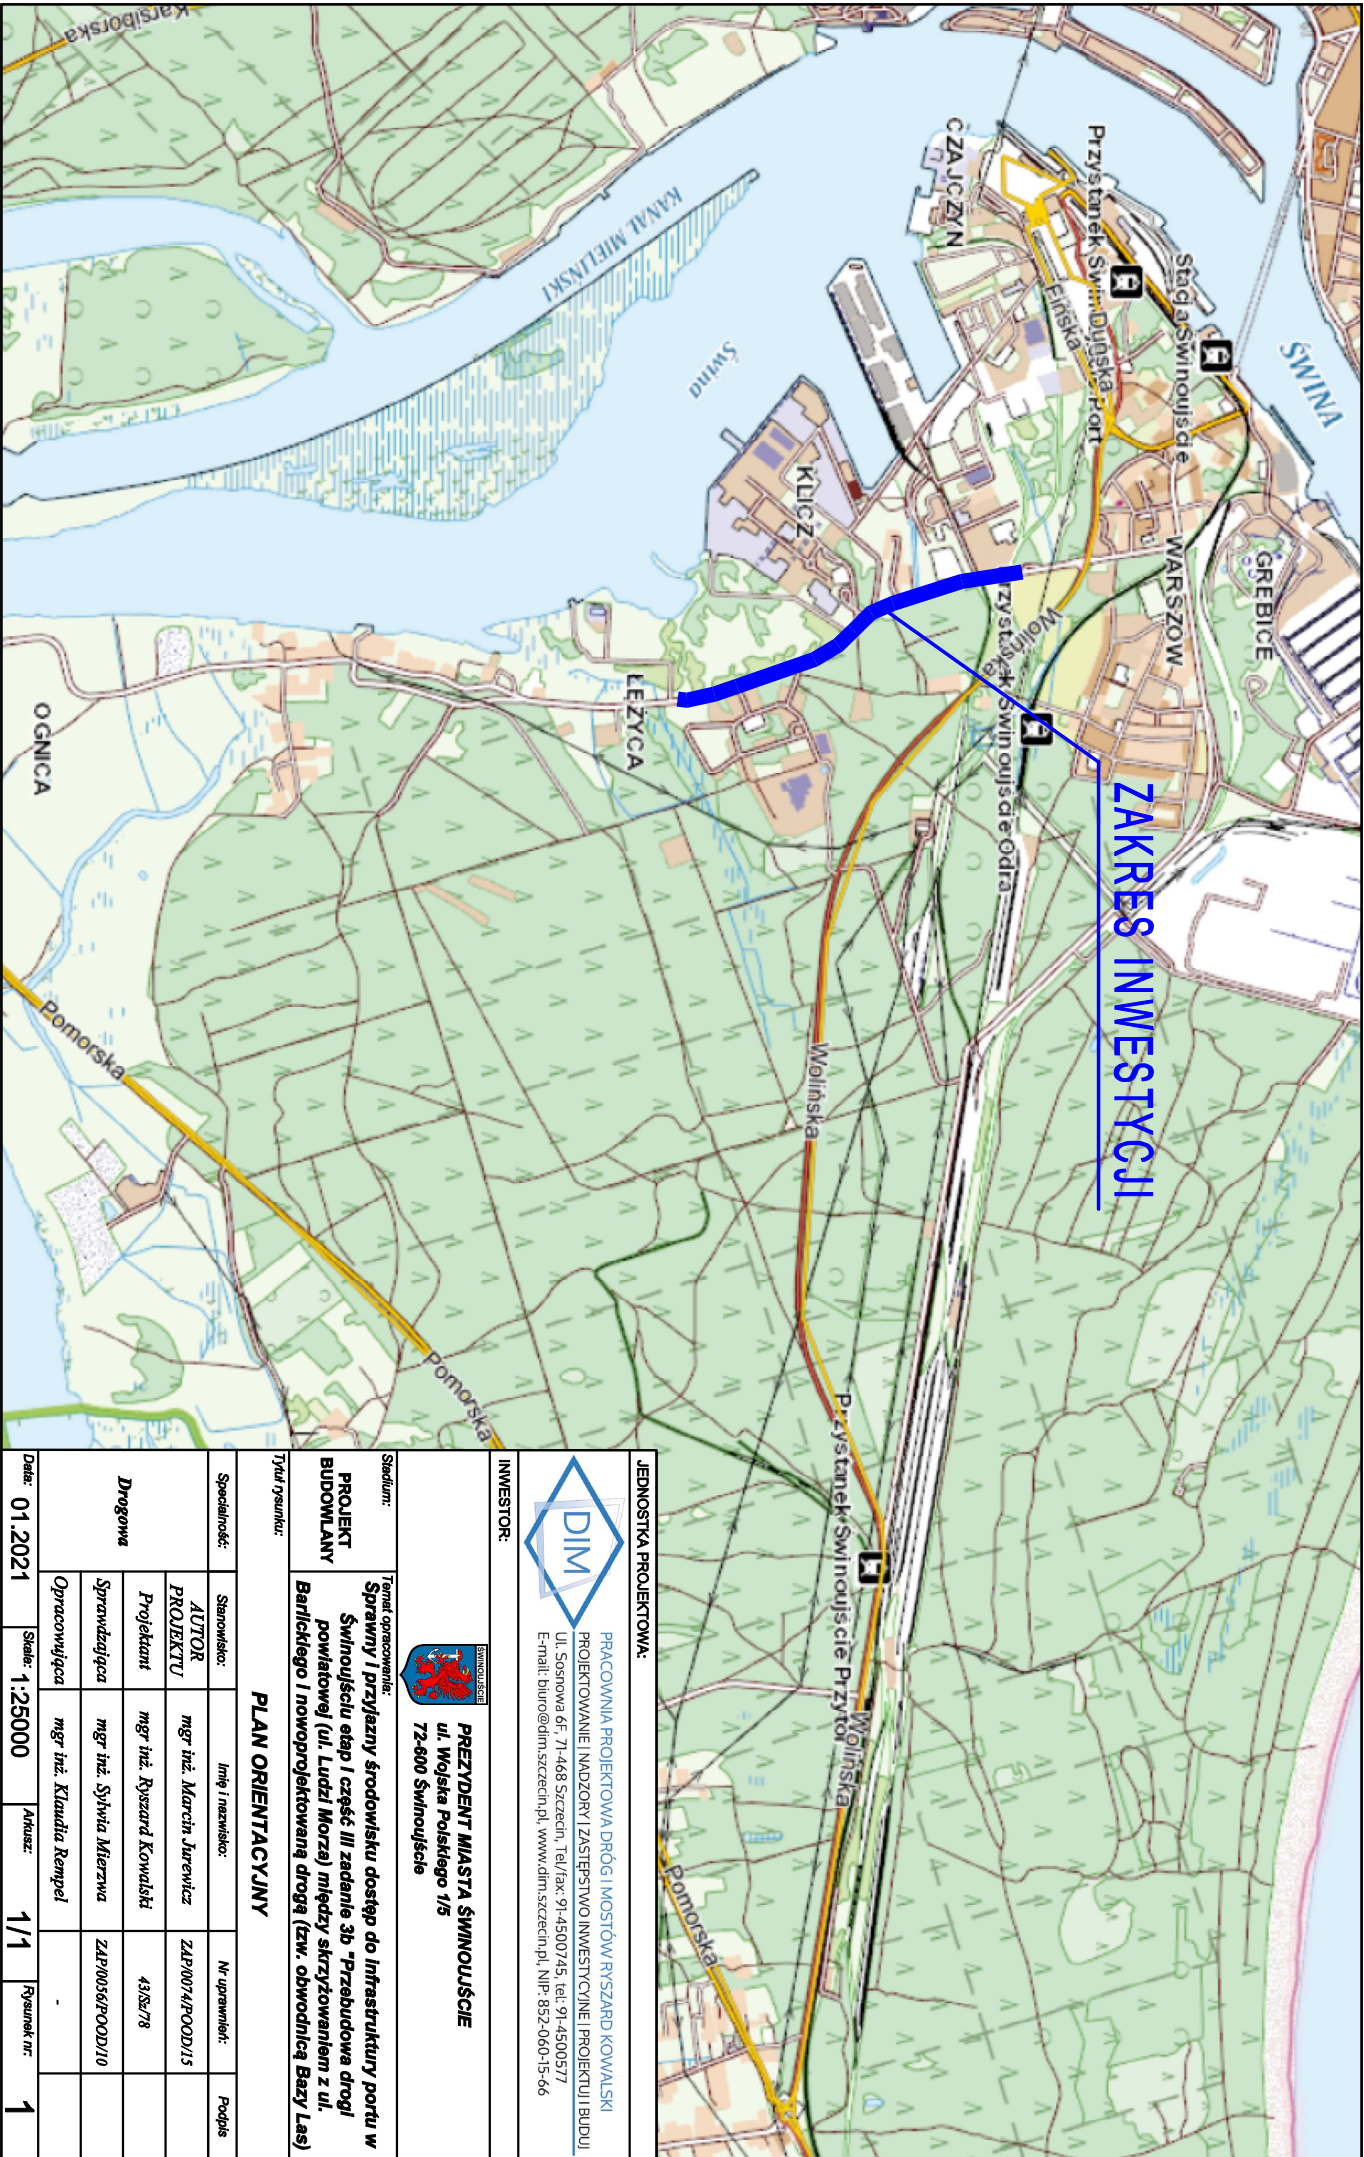 Karsiborska
KANAŁ MIELIŃSKI
Świna
ŚWINA
CZAJCZYN
Przystanek Świn
Port
Duńska
Fińska
Stacja Świnoujście
KLICZ
WARSZÓW
GRĘBICE
Wolińska
rzystanek Świnoujście Odra
ŁĘŻYCA
OGNICA
ZAKRES INWESTYCJI
Pomorska
Wolińska
Pomorska
Przystanek Świnoujście Przytór
Wolińska
Pomorska
JEDNOSTKA PROJEKTOWA:
DIM
PRACOWNIA PROJEKTOWA DRÓG I MOSTÓW RYSZARD KOWALSKI
PROJEKTOWANIE | NADZORY | ZASTĘPSTWO INWESTYCYJNE | PROJEKTUJ I BUDUJ
Ul. Sosnowa 6F, 71-468 Szczecin, Tel/fax: 91-4500745, tel: 91-4500577
E-mail: biuro@dim.szczecin.pl, www.dim.szczecin.pl, NIP: 852-060-15-66
INWESTOR:
ŚWINOUJŚCIE
PREZYDENT MIASTA ŚWINOUJŚCIE
ul. Wojska Polskiego 1/5
72-600 Świnoujście
Stadium:
PROJEKT
BUDOWLANY
Temat opracowania:
Sprawny i przyjazny środowisku dostęp do infrastruktury portu w
Świnoujściu etap I część III zadanie 3b "Przebudowa drogi
powiatowej (ul. Ludzi Morza) między skrzyżowaniem z ul.
Barlickiego i nowoprojektowaną drogą (tzw. obwodnicą Bazy Las)
Tytuł rysunku:
PLAN ORIENTACYJNY
Specjalność: Stanowisko: Imię i nazwisko: Nr uprawnień: Podpis
Drogowa
AUTOR
PROJEKTU mgr inż. Marcin Jurewicz ZAP/0074/POOD/15
Projektant mgr inż. Ryszard Kowalski 43/Sz/78
Sprawdzająca mgr inż. Sylwia Mierzwa ZAP/0056/POOD/10
Opracowująca mgr inż. Klaudia Rempel -
Data: 01.2021 Skala: 1:25000 Arkusz: 1/1 Rysunek nr: 1